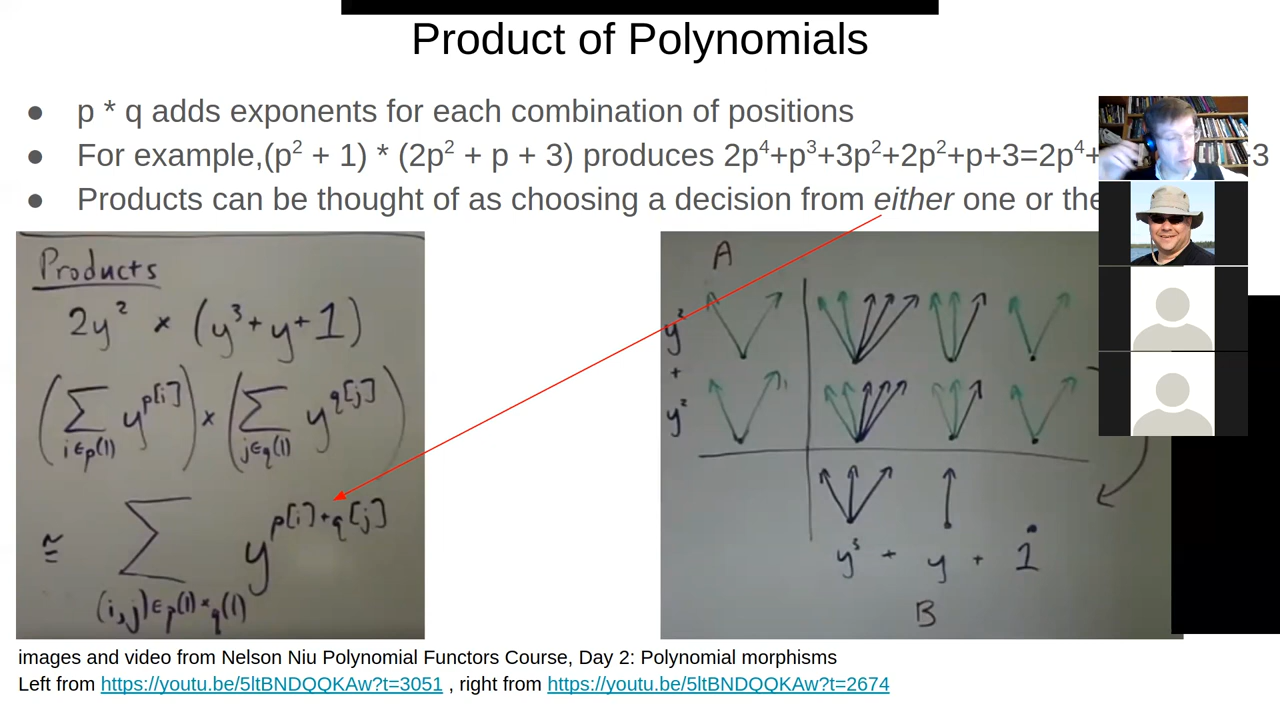 Product of Polynomials
● p * q adds exponents for each combination of positions
● For example,(p² + 1) * (2p² + p + 3) produces 2p⁴+p³+3p²+2p²+p+3=2p⁴+ 3
● Products can be thought of as choosing a decision from either one or the
Products
2y² × (y³+y+1)
(∑ i∈p(1) y^p[i]) × (∑ j∈q(1) y^q[j])
≅ ∑ (i,j)∈p(1)×q(1) y^p[i]+q[j]
A
y²
+
y²
y³ + y + 1
B
images and video from Nelson Niu Polynomial Functors Course, Day 2: Polynomial morphisms
Left from https://youtu.be/5ltBNDQQKAw?t=3051 , right from https://youtu.be/5ltBNDQQKAw?t=2674